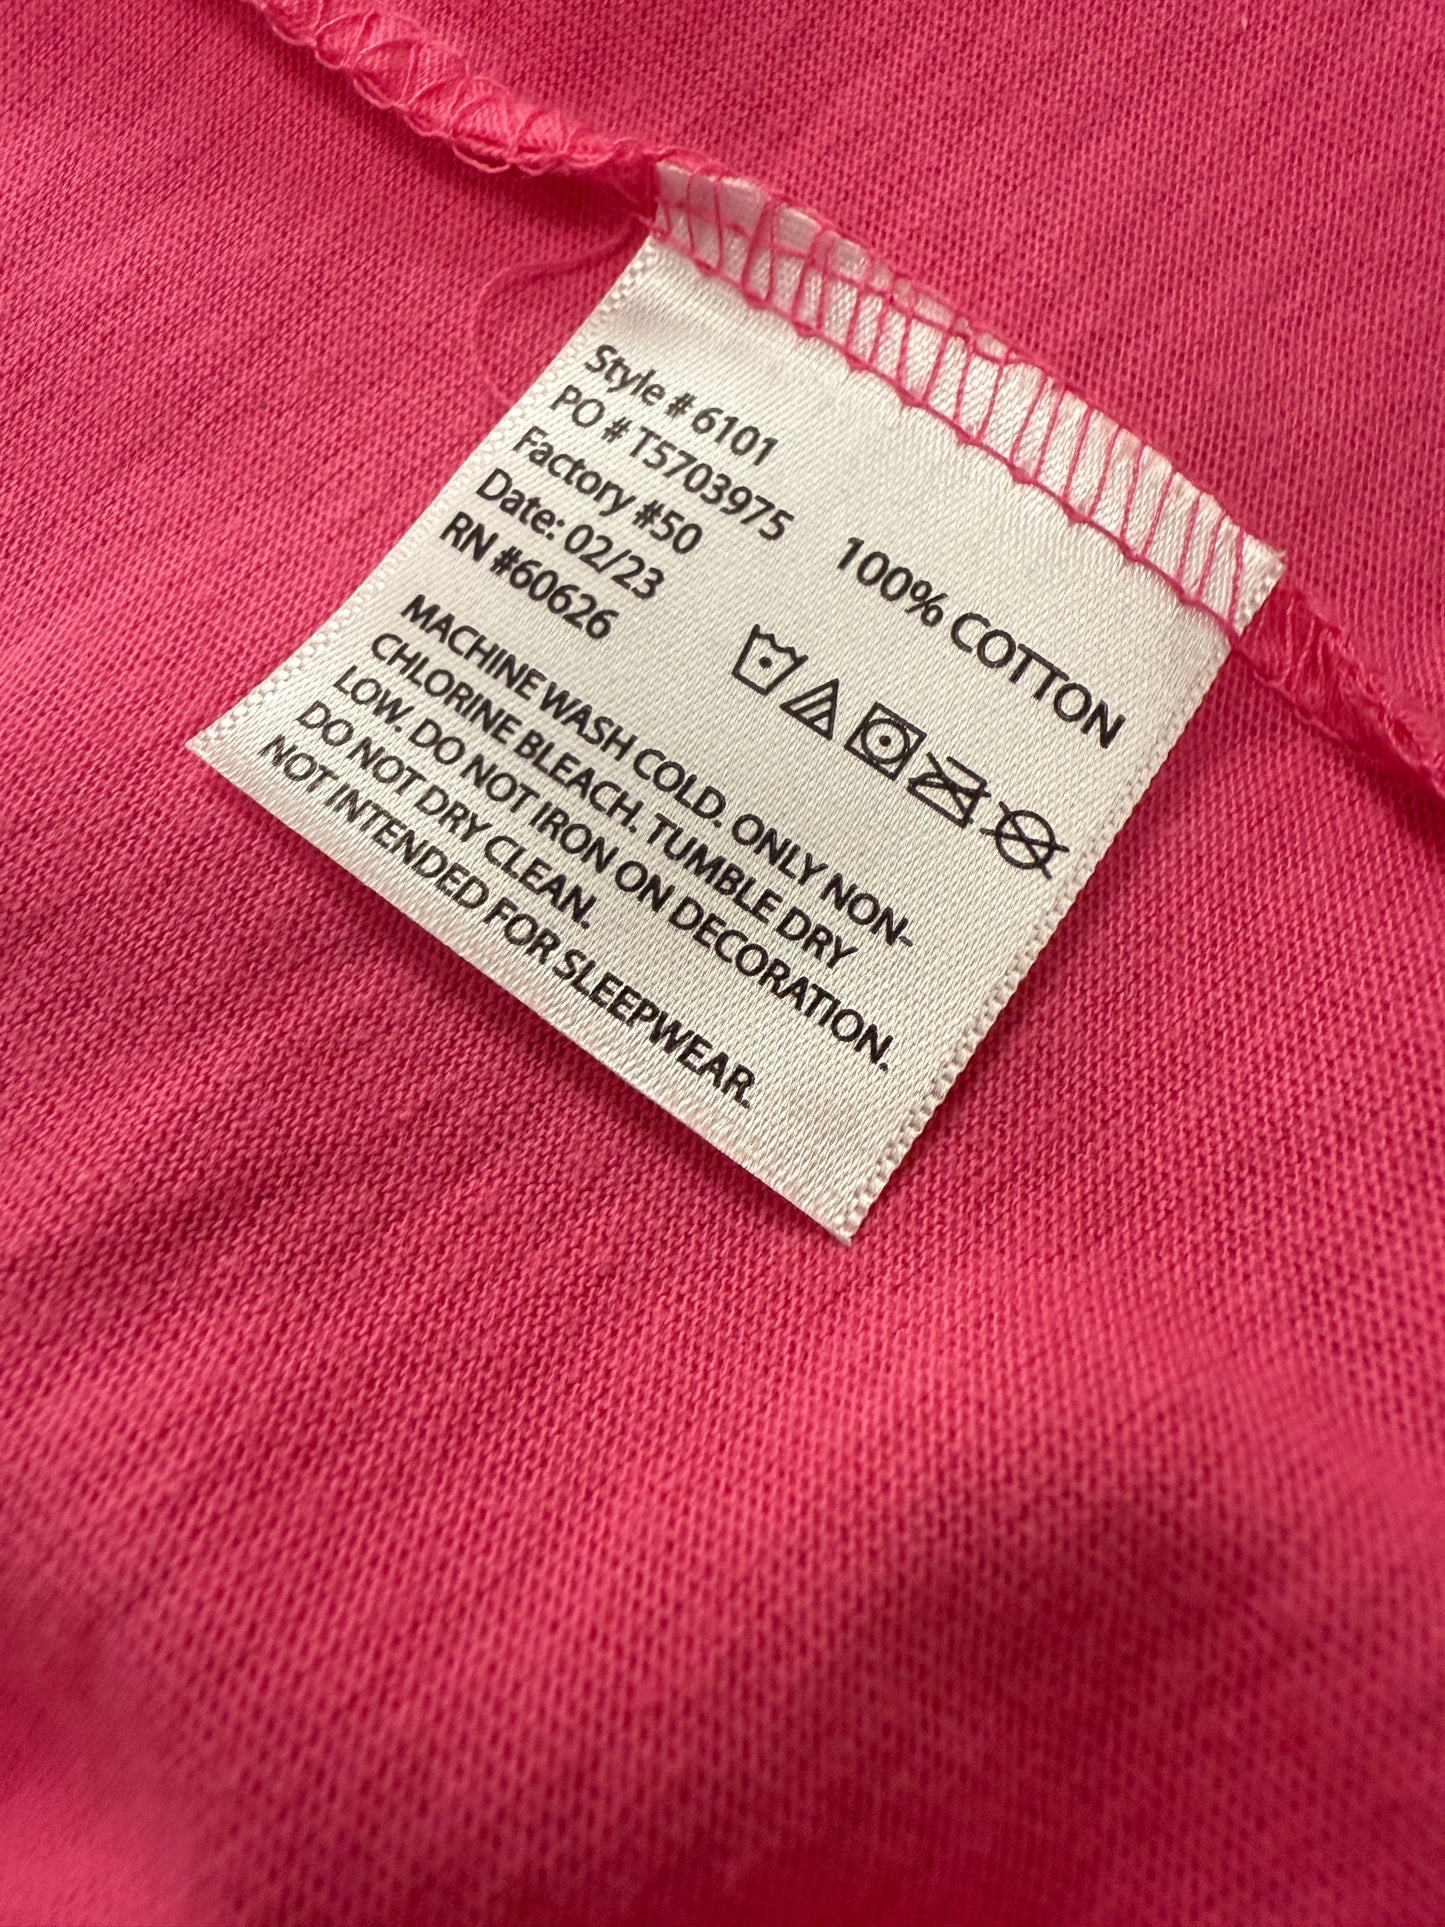 Style # 6101
PO # T5703975
Factory #50
Date: 02/23
RN #60626
100% COTTON
MACHINE WASH COLD. ONLY NON-
CHLORINE BLEACH. TUMBLE DRY
LOW. DO NOT IRON ON DECORATION.
DO NOT DRY CLEAN.
NOT INTENDED FOR SLEEPWEAR.